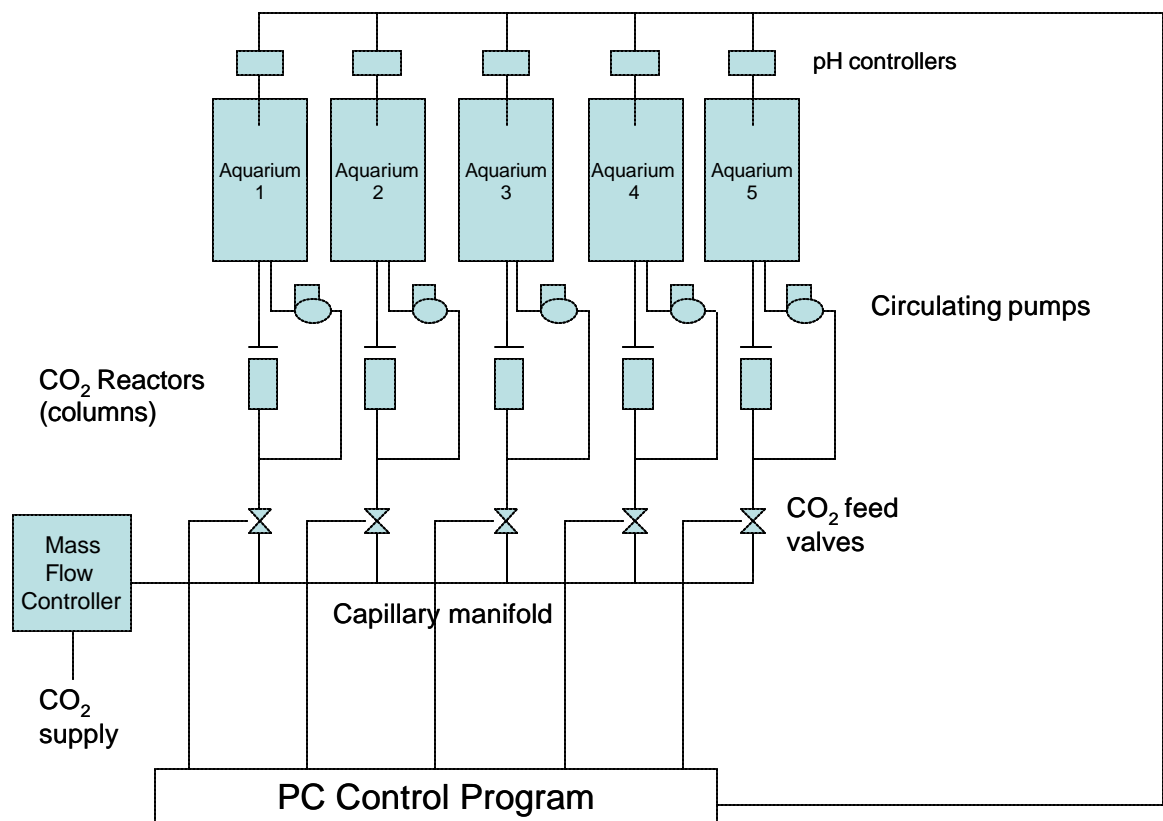 pH controllers
Aquarium
1
Aquarium
2
Aquarium
3
Aquarium
4
Aquarium
5
Circulating pumps
CO₂ Reactors
(columns)
CO₂ feed
valves
Mass
Flow
Controller
Capillary manifold
CO₂
supply
PC Control Program